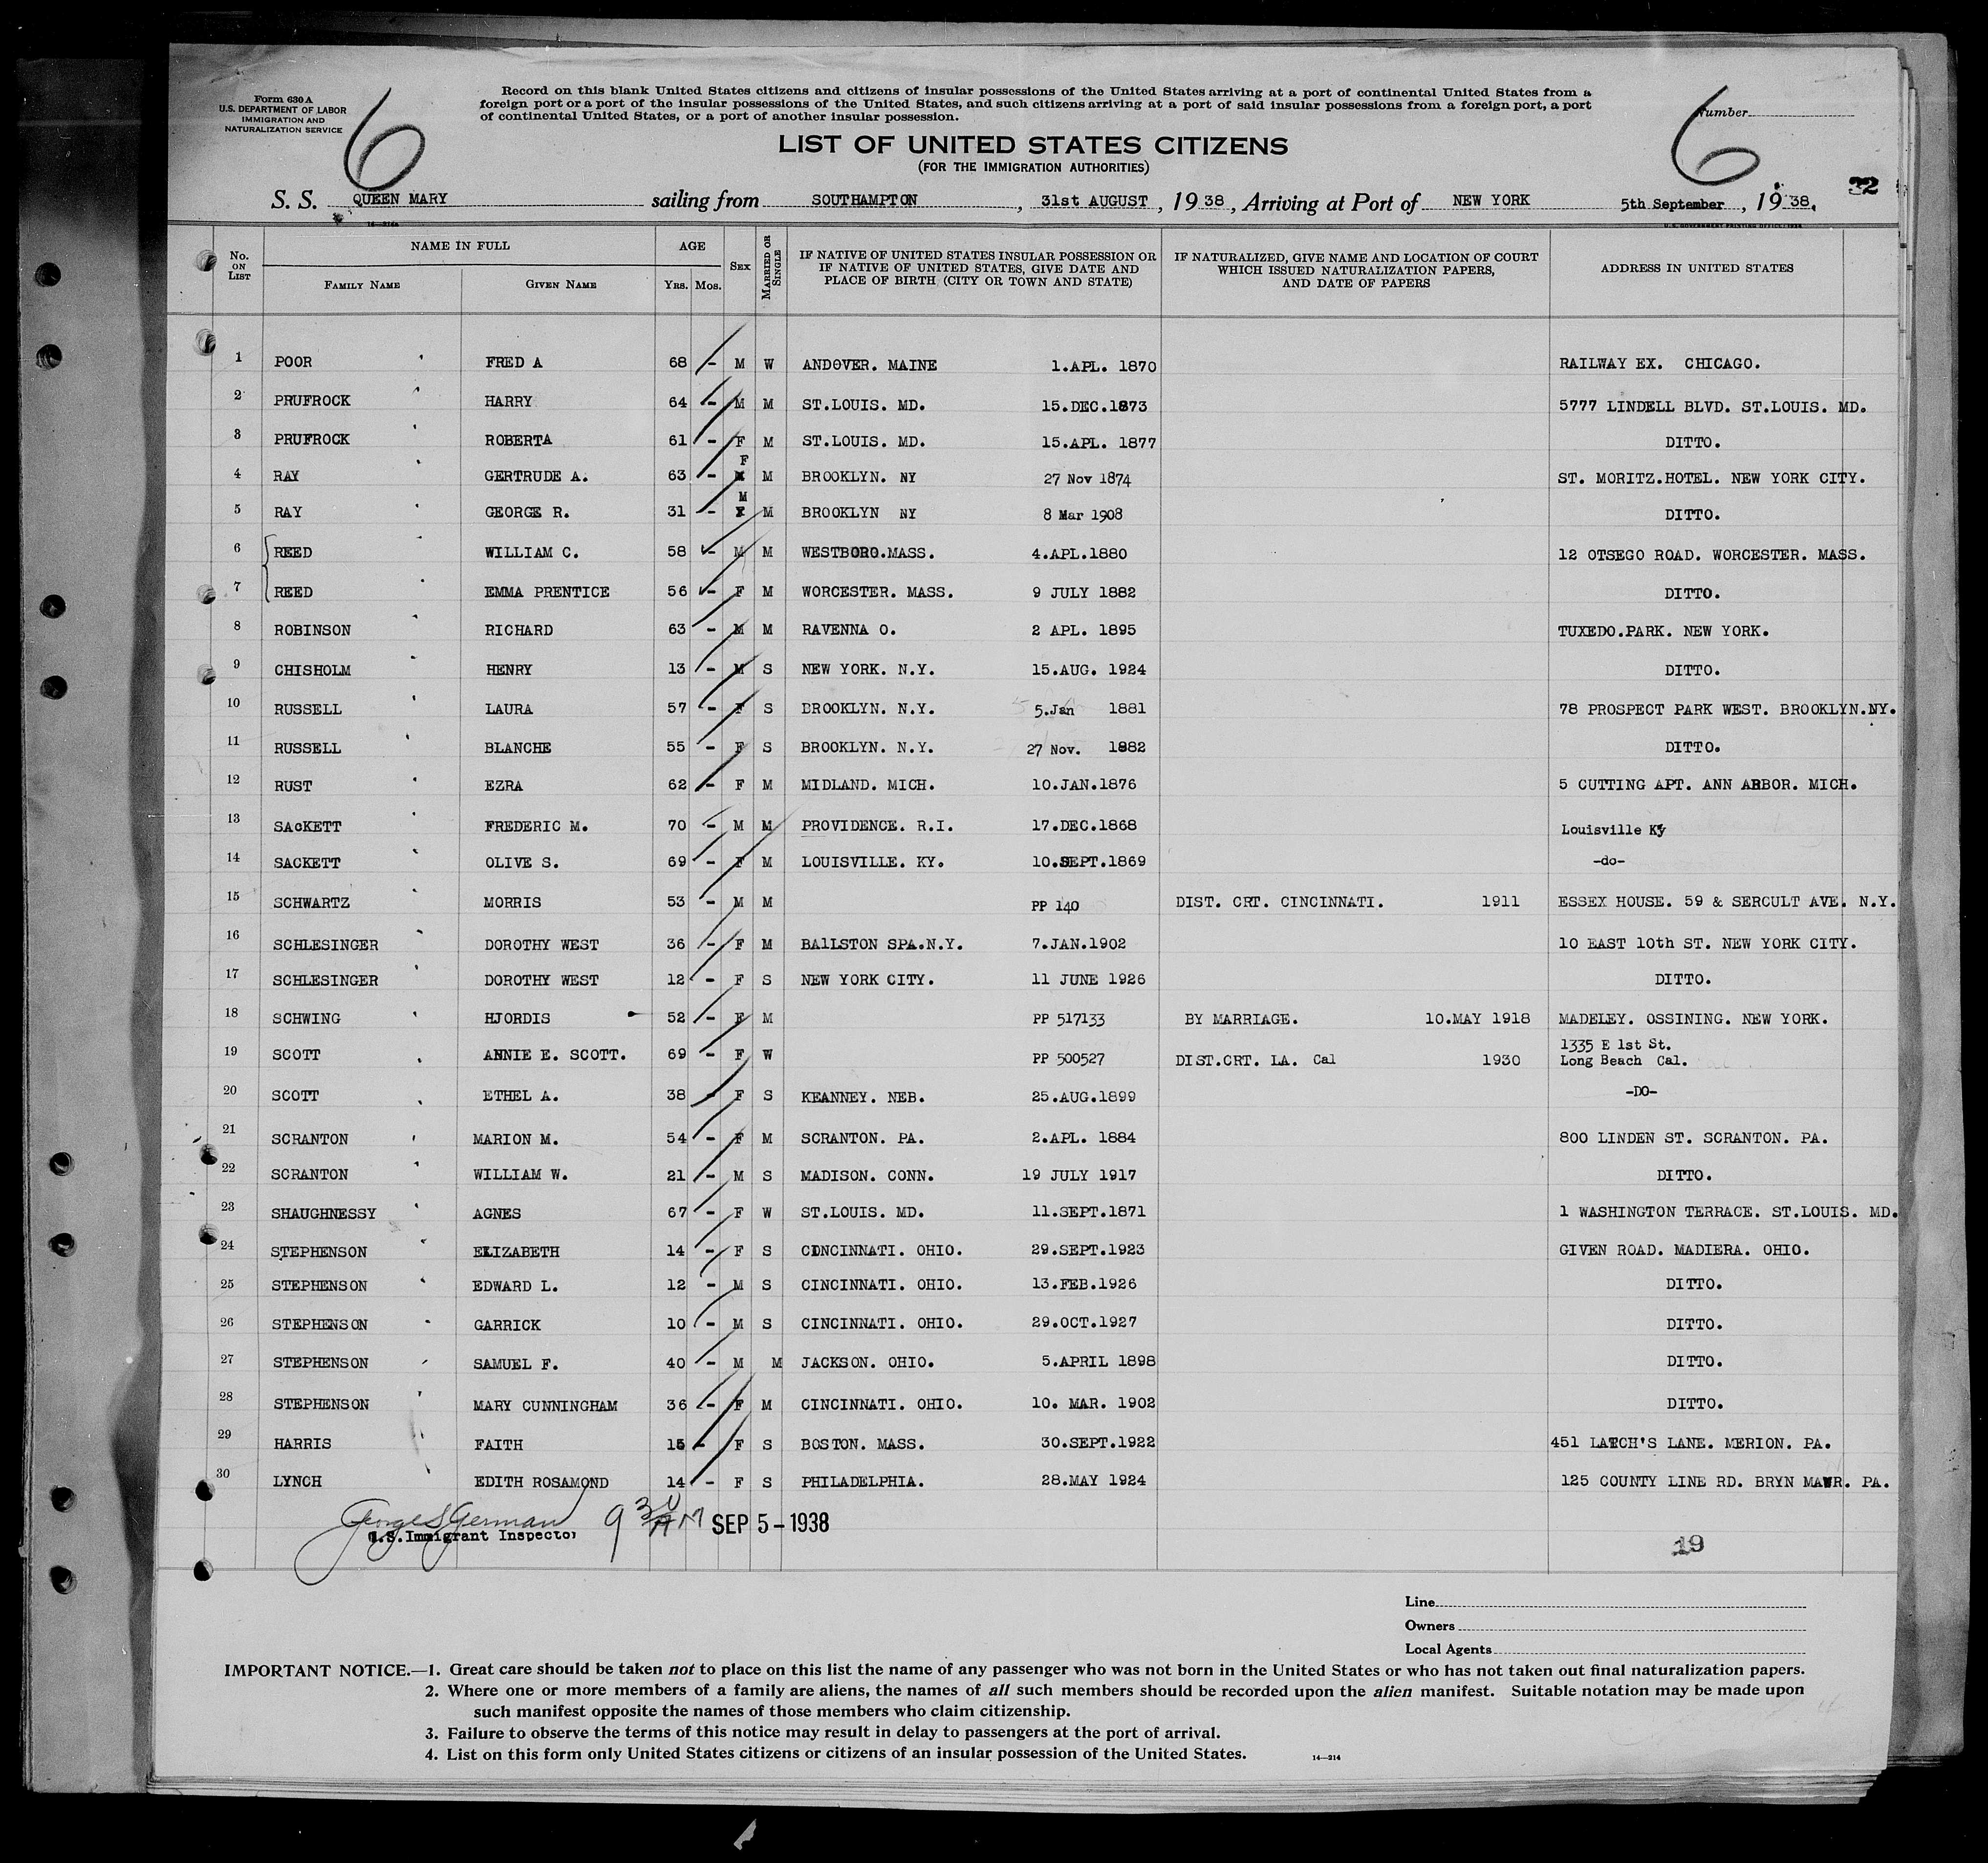 Form 630 A
U.S. DEPARTMENT OF LABOR
IMMIGRATION AND
NATURALIZATION SERVICE
6
Record on this blank United States citizens and citizens of insular possessions of the United States arriving at a port of continental United States from a
foreign port or a port of the insular possessions of the United States, and such citizens arriving at a port of said insular possessions from a foreign port, a port
of continental United States, or a port of another insular possession.
6
Number
LIST OF UNITED STATES CITIZENS
(FOR THE IMMIGRATION AUTHORITIES)
32
S. S. QUEEN MARY sailing from SOUTHAMPTON, 31st AUGUST, 19 38, Arriving at Port of NEW YORK 5th September, 19 38.
No. ON LIST NAME IN FULL FAMILY NAME GIVEN NAME AGE YRS. MOS. SEX MARRIED OR SINGLE IF NATIVE OF UNITED STATES INSULAR POSSESSION OR IF NATIVE OF UNITED STATES, GIVE DATE AND PLACE OF BIRTH (CITY OR TOWN AND STATE) IF NATURALIZED, GIVE NAME AND LOCATION OF COURT WHICH ISSUED NATURALIZATION PAPERS, AND DATE OF PAPERS ADDRESS IN UNITED STATES
1 POOR FRED A 68 - M W ANDOVER. MAINE 1.APL. 1870 RAILWAY EX. CHICAGO.
2 PRUFROCK HARRY 64 - M M ST.LOUIS. MD. 15.DEC.1873 5777 LINDELL BLVD. ST.LOUIS. MD.
3 PRUFROCK ROBERTA 61 - F M ST.LOUIS. MD. 15.APL. 1877 DITTO.
4 RAY GERTRUDE A. 63 - F M BROOKLYN. NY 27 Nov 1874 ST. MORITZ.HOTEL. NEW YORK CITY.
5 RAY GEORGE R. 31 - M M BROOKLYN NY 8 Mar 1908 DITTO.
6 REED WILLIAM C. 58 - M M WESTBORO.MASS. 4.APL.1880 12 OTSEGO ROAD. WORCESTER. MASS.
7 REED EMMA PRENTICE 56 - F M WORCESTER. MASS. 9 JULY 1882 DITTO.
8 ROBINSON RICHARD 63 - M M RAVENNA O. 2 APL. 1895 TUXEDO.PARK. NEW YORK.
9 CHISHOLM HENRY 13 - M S NEW YORK. N.Y. 15.AUG. 1924 DITTO.
10 RUSSELL LAURA 57 - F S BROOKLYN. N.Y. 5.Jan 1881 78 PROSPECT PARK WEST. BROOKLYN.NY.
11 RUSSELL BLANCHE 55 - F S BROOKLYN. N.Y. 27 Nov. 1882 DITTO.
12 RUST EZRA 62 - F M MIDLAND. MICH. 10.JAN.1876 5 CUTTING APT. ANN ARBOR. MICH.
13 SACKETT FREDERIC M. 70 - M M PROVIDENCE. R.I. 17.DEC.1868 Louisville Ky
14 SACKETT OLIVE S. 69 - F M LOUISVILLE. KY. 10.SEPT.1869 -do-
15 SCHWARTZ MORRIS 53 - M M PP 140 DIST. CRT. CINCINNATI. 1911 ESSEX HOUSE. 59 & SERCULT AVE. N.Y.
16 SCHLESINGER DOROTHY WEST 36 - F M BAllSTON SPA.N.Y. 7.JAN.1902 10 EAST 10th ST. NEW YORK CITY.
17 SCHLESINGER DOROTHY WEST 12 - F S NEW YORK CITY. 11 JUNE 1926 DITTO.
18 SCHWING HJORDIS 52 - F M PP 517133 BY MARRIAGE. 10.MAY 1918 MADELEY. OSSINING. NEW YORK.
19 SCOTT ANNIE E. SCOTT. 69 - F W PP 500527 DIST.CRT. LA. Cal 1930 1335 E 1st St.
Long Beach Cal.
20 SCOTT ETHEL A. 38 - F S KEANNEY. NEB. 25.AUG.1899 -DO-
21 SCRANTON MARION M. 54 - F M SCRANTON. PA. 2.APL. 1884 800 LINDEN ST. SCRANTON. PA.
22 SCRANTON WILLIAM W. 21 - M S MADISON. CONN. 19 JULY 1917 DITTO.
23 SHAUGHNESSY AGNES 67 - F W ST.LOUIS. MD. 11.SEPT.1871 1 WASHINGTON TERRACE. ST.LOUIS. MD.
24 STEPHENSON ELIZABETH 14 - F S CINCINNATI. OHIO. 29.SEPT.1923 GIVEN ROAD. MADIERA. OHIO.
25 STEPHENSON EDWARD L. 12 - M S CINCINNATI. OHIO. 13.FEB.1926 DITTO.
26 STEPHENSON GARRICK 10 - M S CINCINNATI. OHIO. 29.OCT.1927 DITTO.
27 STEPHENSON SAMUEL F. 40 - M M JACKSON. OHIO. 5.APRIL 1898 DITTO.
28 STEPHENSON MARY CUNNINGHAM 36 - F M CINCINNATI. OHIO. 10. MAR. 1902 DITTO.
29 HARRIS FAITH 15 - F S BOSTON. MASS. 30.SEPT.1922 451 LATCH'S LANE. MERION. PA.
30 LYNCH EDITH ROSAMOND 14 - F S PHILADELPHIA. 28.MAY 1924 125 COUNTY LINE RD. BRYN MAWR. PA.
George S German 9 30 AM SEP 5-1938
U.S. Immigrant Inspector
19
Line
Owners
Local Agents
IMPORTANT NOTICE.—1. Great care should be taken not to place on this list the name of any passenger who was not born in the United States or who has not taken out final naturalization papers.
2. Where one or more members of a family are aliens, the names of all such members should be recorded upon the alien manifest. Suitable notation may be made upon
such manifest opposite the names of those members who claim citizenship.
3. Failure to observe the terms of this notice may result in delay to passengers at the port of arrival.
4. List on this form only United States citizens or citizens of an insular possession of the United States.
14—214